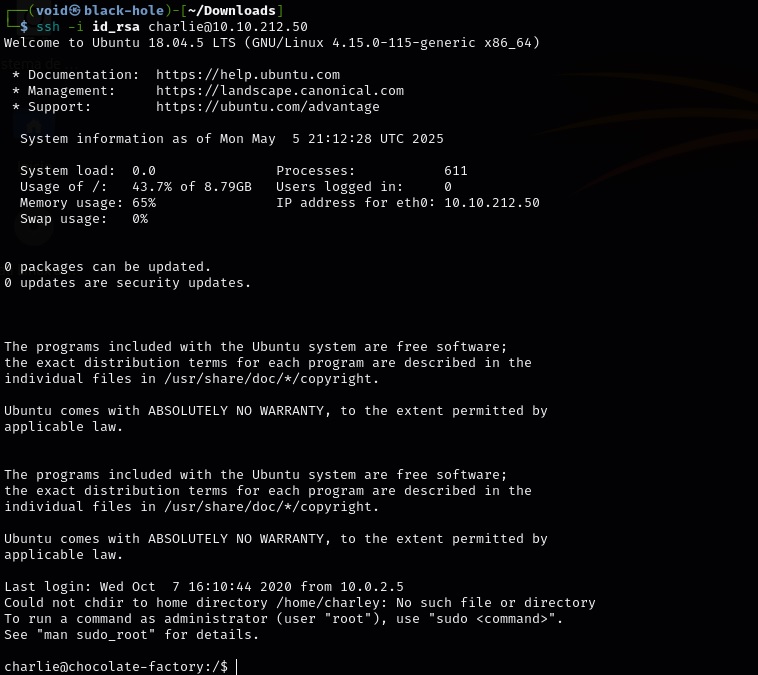 ┌──(void㉿black-hole)-[~/Downloads]
└─$ ssh -i id_rsa charlie@10.10.212.50
Welcome to Ubuntu 18.04.5 LTS (GNU/Linux 4.15.0-115-generic x86_64)

 * Documentation:  https://help.ubuntu.com
 * Management:     https://landscape.canonical.com
 * Support:        https://ubuntu.com/advantage

  System information as of Mon May  5 21:12:28 UTC 2025

  System load:  0.0               Processes:           611
  Usage of /:   43.7% of 8.79GB   Users logged in:     0
  Memory usage: 65%               IP address for eth0: 10.10.212.50
  Swap usage:   0%

0 packages can be updated.
0 updates are security updates.

The programs included with the Ubuntu system are free software;
the exact distribution terms for each program are described in the
individual files in /usr/share/doc/*/copyright.

Ubuntu comes with ABSOLUTELY NO WARRANTY, to the extent permitted by
applicable law.

The programs included with the Ubuntu system are free software;
the exact distribution terms for each program are described in the
individual files in /usr/share/doc/*/copyright.

Ubuntu comes with ABSOLUTELY NO WARRANTY, to the extent permitted by
applicable law.

Last login: Wed Oct  7 16:10:44 2020 from 10.0.2.5
Could not chdir to home directory /home/charley: No such file or directory
To run a command as administrator (user "root"), use "sudo <command>".
See "man sudo_root" for details.

charlie@chocolate-factory:/$